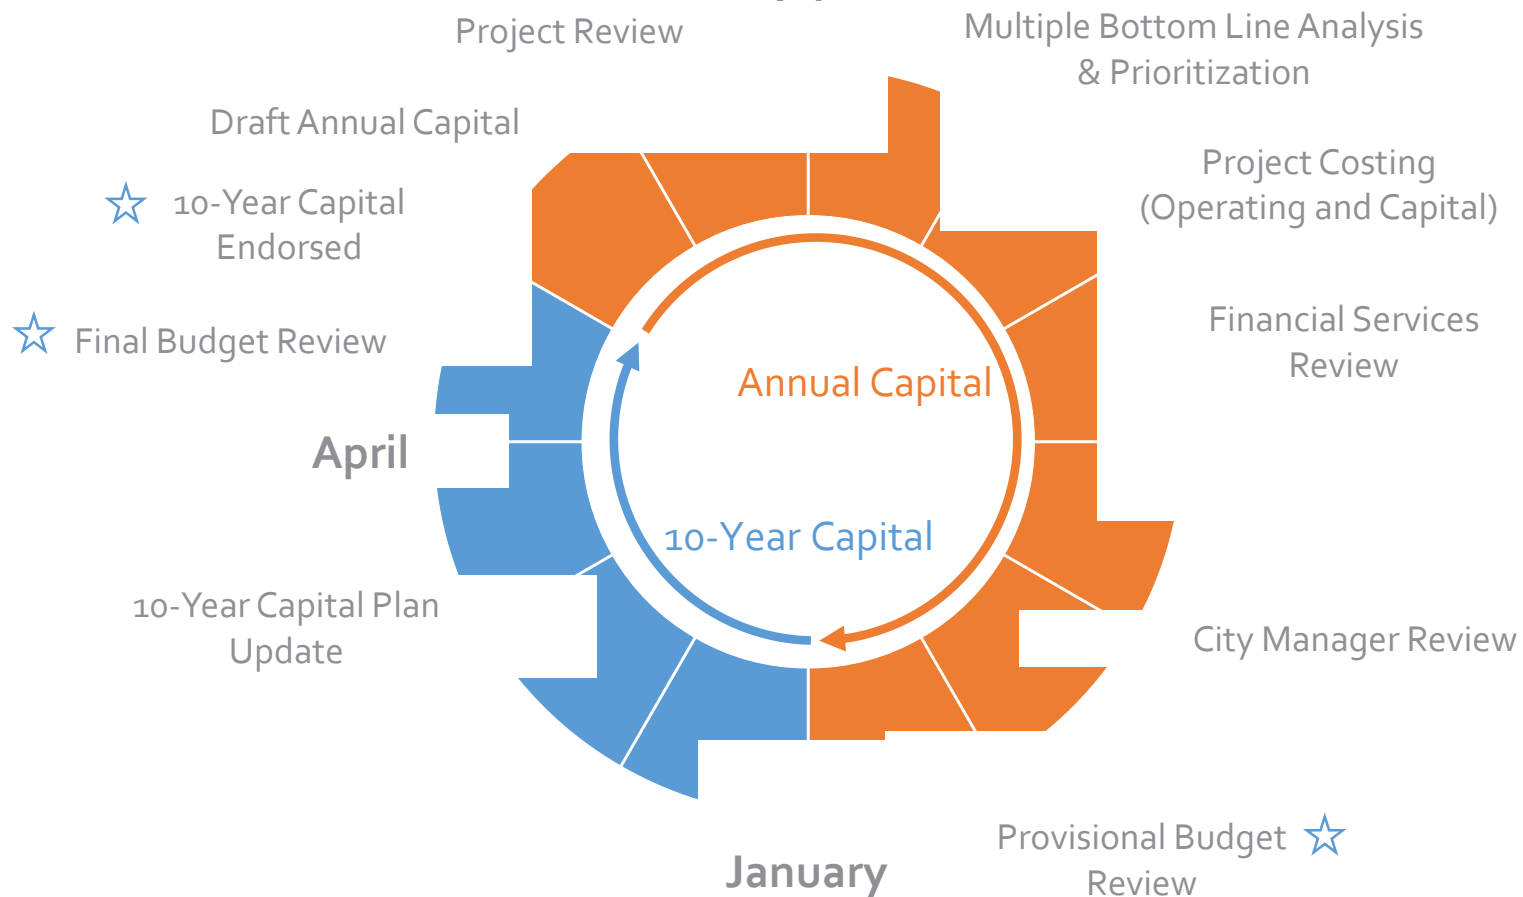 Project Review
Multiple Bottom Line Analysis
& Prioritization
Draft Annual Capital
Project Costing
(Operating and Capital)
10-Year Capital
Endorsed
Final Budget Review
Financial Services
Review
Annual Capital
April
10-Year Capital
10-Year Capital Plan
Update
City Manager Review
Provisional Budget
Review
January